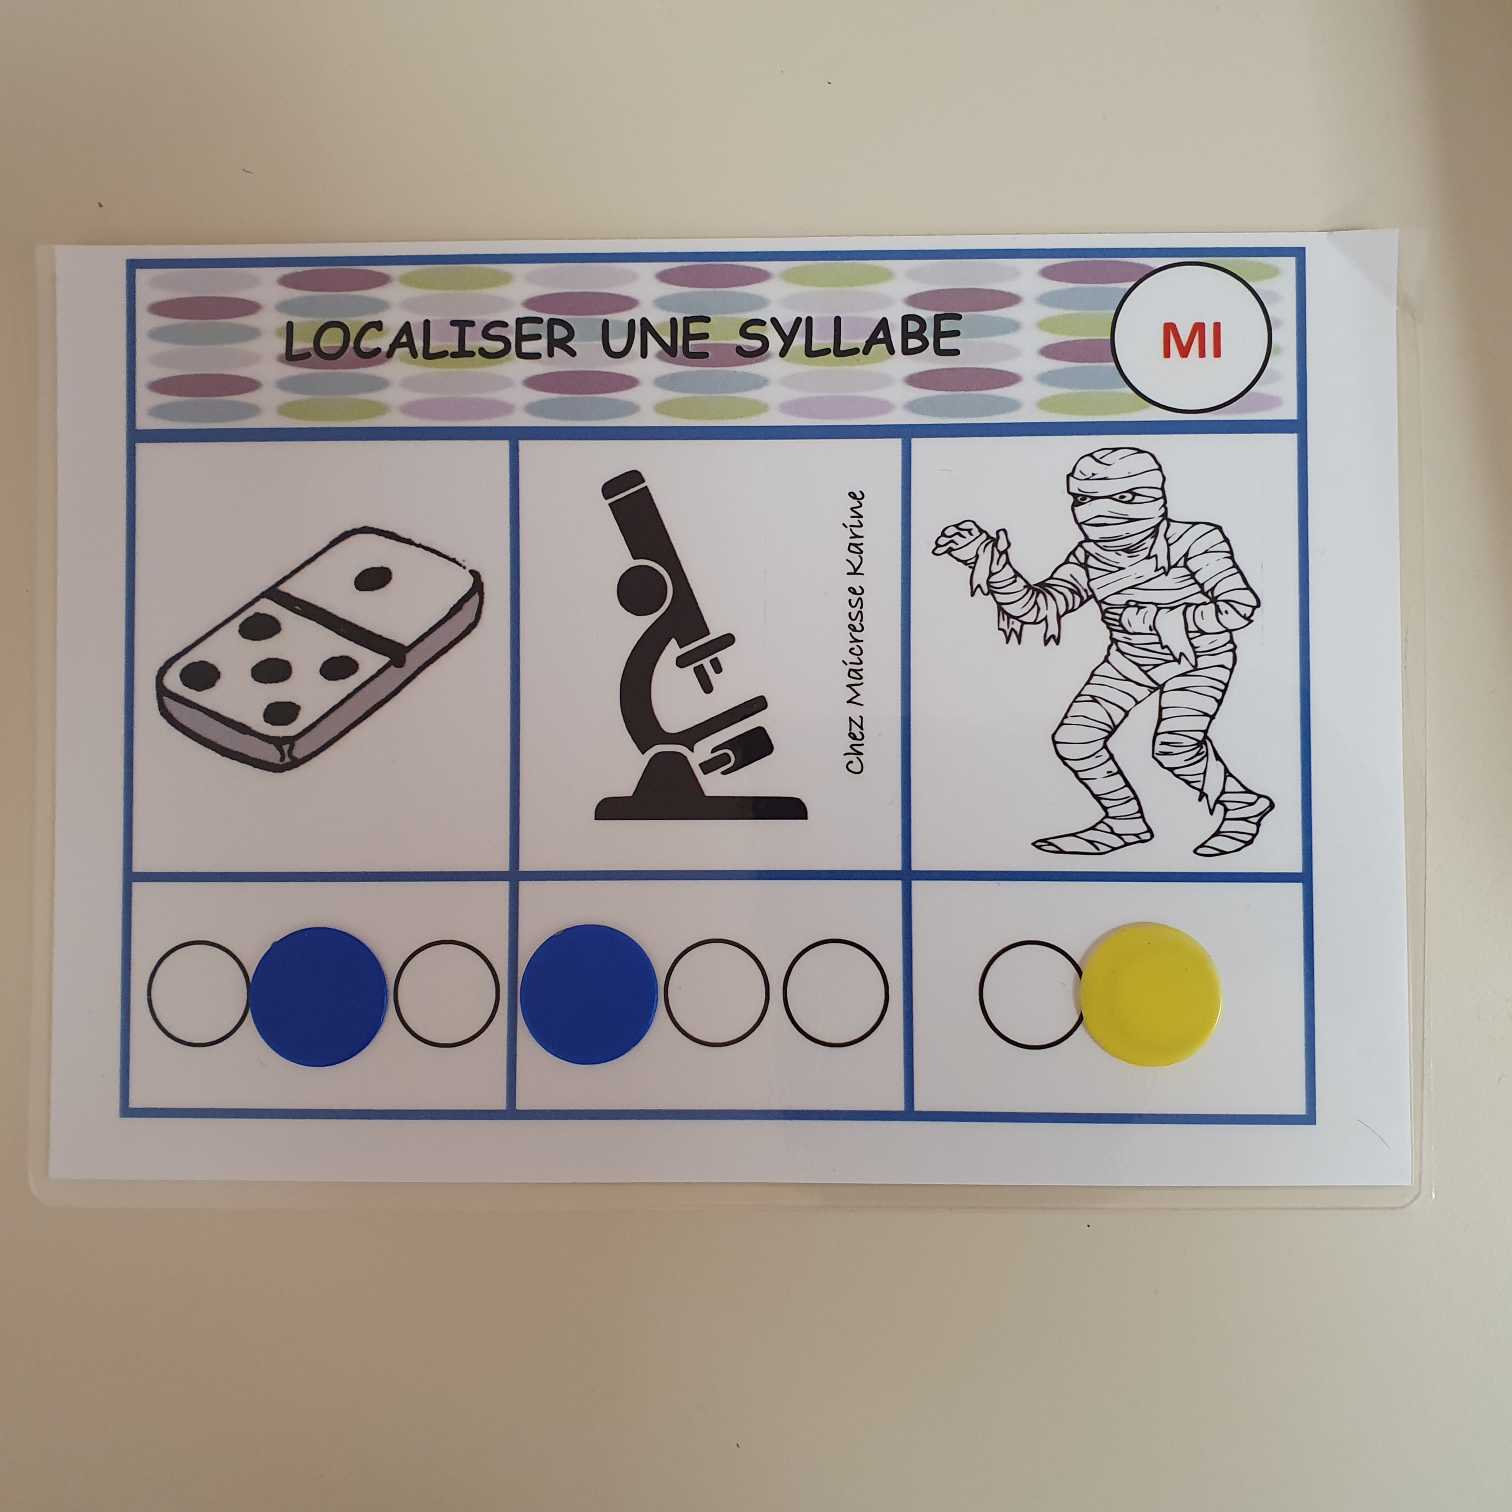 LOCALISER UNE SYLLABE
MI
Chez Maicresse Karine